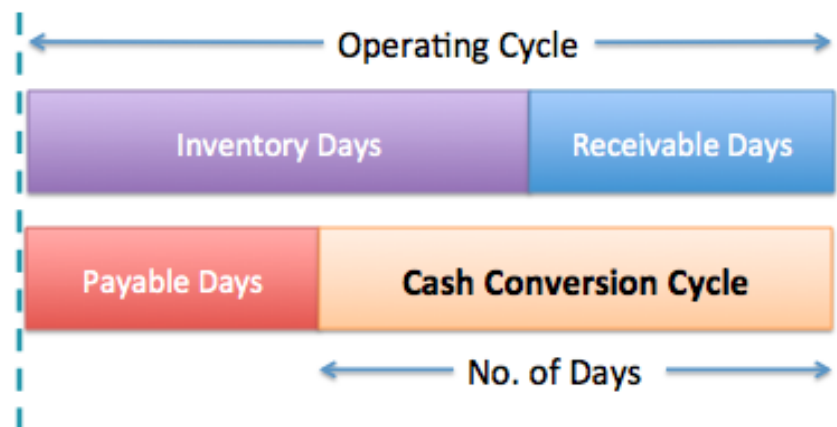 Operating Cycle
Inventory Days
Receivable Days
Payable Days
Cash Conversion Cycle
No. of Days